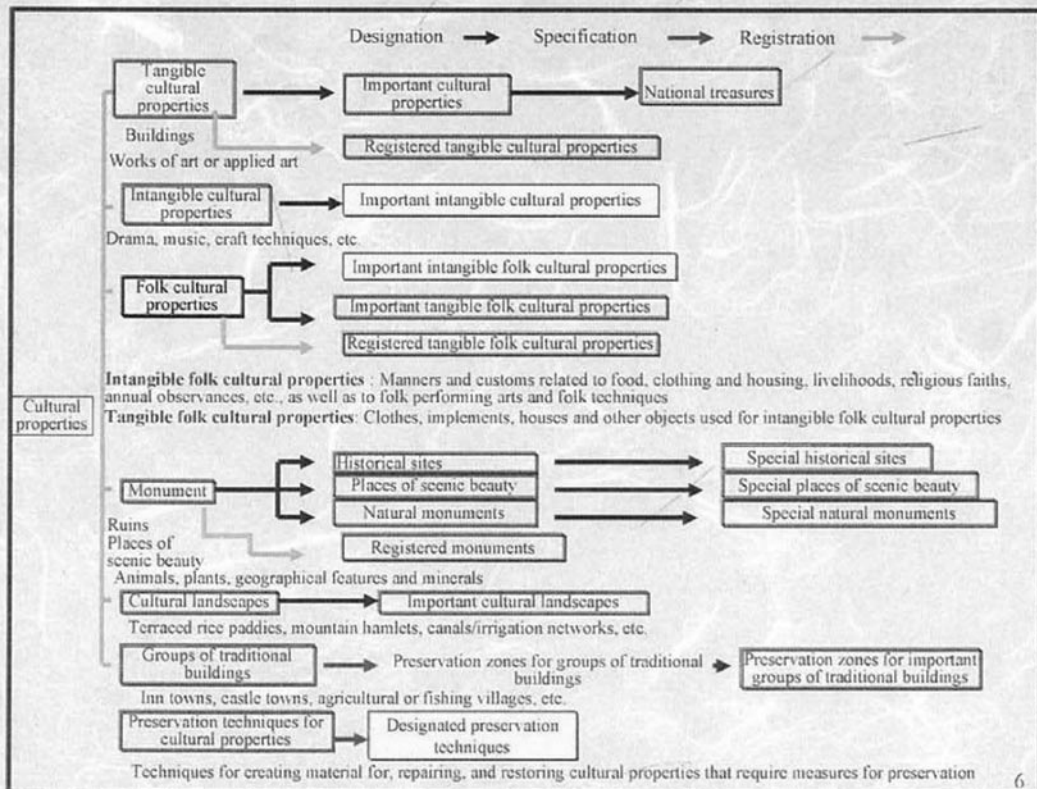 Designation Specification Registration
Tangible
cultural
properties
Important cultural
properties
National treasures
Buildings
Works of art or applied art
Registered tangible cultural properties
Intangible cultural
properties
Important intangible cultural properties
Drama, music, craft techniques, etc
Folk cultural
properties
Important intangible folk cultural properties
Important tangible folk cultural properties
Registered tangible folk cultural properties
Intangible folk cultural properties : Manners and customs related to food, clothing and housing, livelihoods, religious faiths,
annual observances, etc., as well as to folk performing arts and folk techniques
Tangible folk cultural properties: Clothes, implements, houses and other objects used for intangible folk cultural properties
Cultural
properties
Monument
Historical sites
Special historical sites
Places of scenic beauty
Special places of scenic beauty
Natural monuments
Special natural monuments
Registered monuments
Ruins
Places of
scenic beauty
Animals, plants, geographical features and minerals
Cultural landscapes
Important cultural landscapes
Terraced rice paddies, mountain hamlets, canals/irrigation networks, etc.
Groups of traditional
buildings
Preservation zones for groups of traditional
buildings
Preservation zones for important
groups of traditional buildings
Inn towns, castle towns, agricultural or fishing villages, etc.
Preservation techniques for
cultural properties
Designated preservation
techniques
Techniques for creating material for, repairing, and restoring cultural properties that require measures for preservation
6